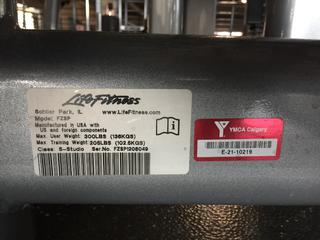 LifeFitness
Schiller Park, IL www.LifeFitness.com
Model: FZSP
Manufactured in USA with
US and foreign components
Max. User Weight: 300LBS (136KGS)
Max. Training Weight: 205LBS (102.5KGS)
Class S-Studio Ser.No. FZSP1208049
YMCA Calgary
E-21-10219